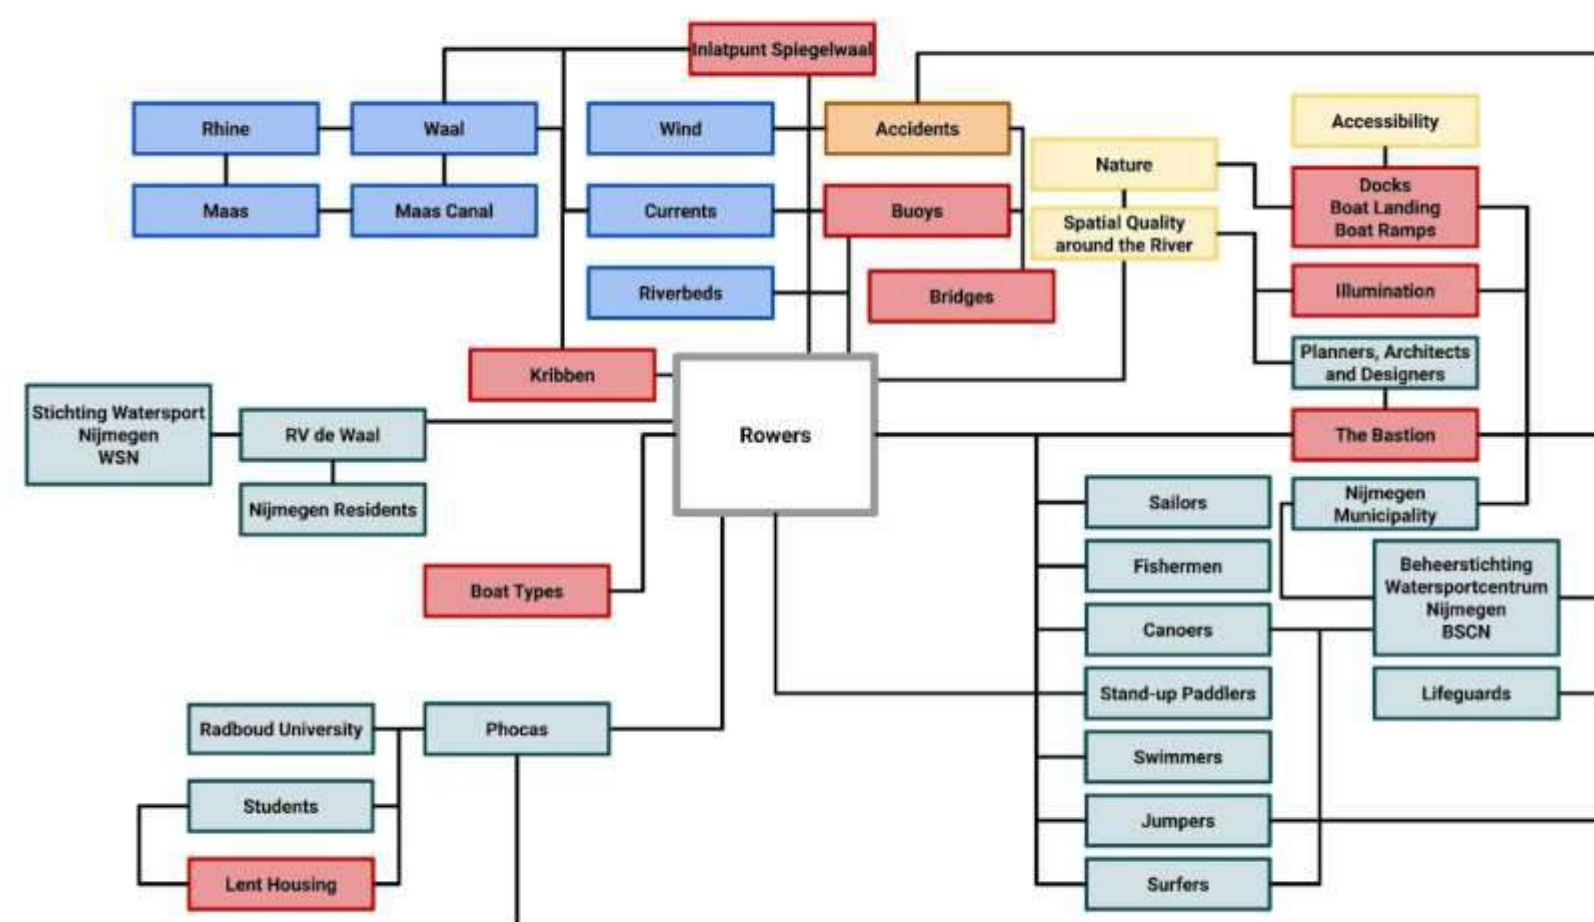 Inlatpunt Spiegelwaal
Rhine
Waal
Wind
Accidents
Accessibility
Nature
Docks
Boat Landing
Boat Ramps
Maas
Maas Canal
Currents
Buoys
Spatial Quality
around the River
Riverbeds
Bridges
Illumination
Planners, Architects
and Designers
Kribben
Stichting Watersport
Nijmegen
WSN
RV de Waal
Rowers
The Bastion
Nijmegen Residents
Sailors
Nijmegen
Municipality
Fishermen
Beheerstichting
Watersportcentrum
Nijmegen
BSCN
Boat Types
Canoers
Stand-up Paddlers
Lifeguards
Radboud University
Phocas
Swimmers
Students
Jumpers
Lent Housing
Surfers